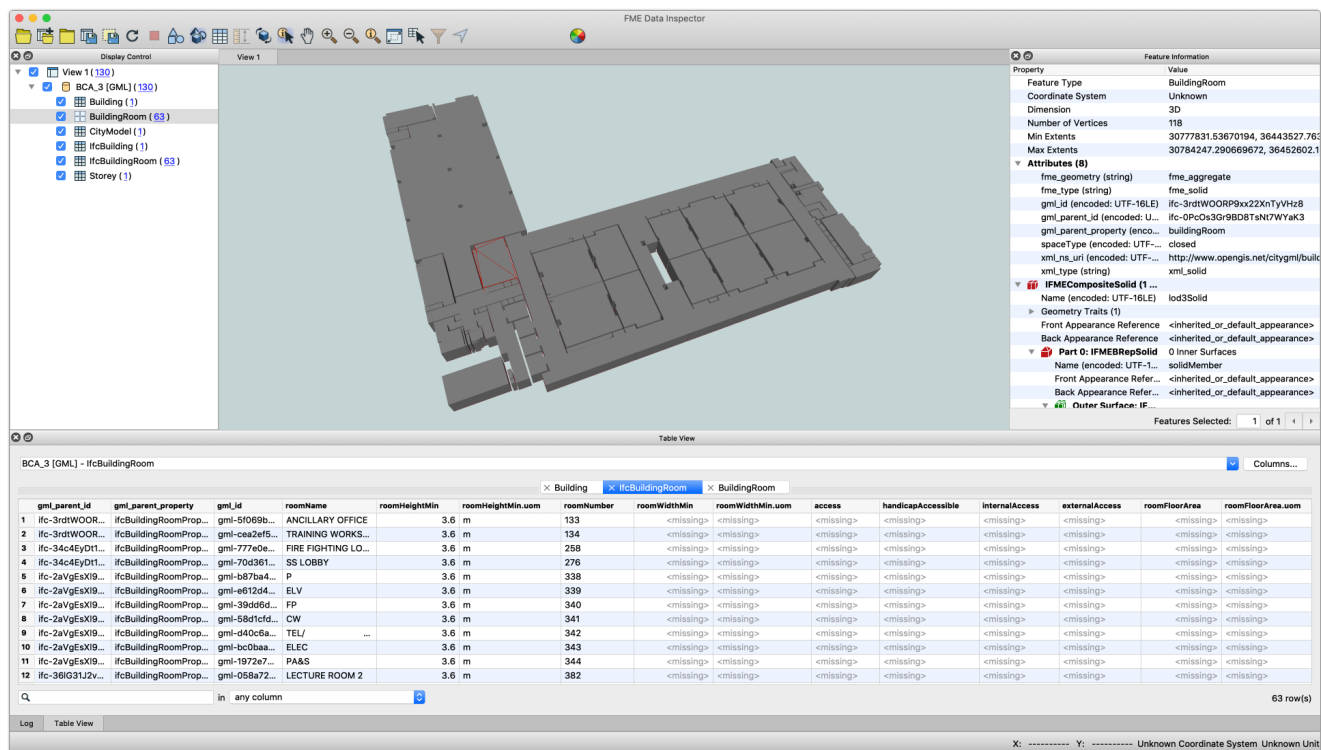 FME Data Inspector
Display Control
View 1 (130)
BCA_3 [GML] (130)
Building (1)
BuildingRoom (63)
CityModel (1)
IfcBuilding (1)
IfcBuildingRoom (63)
Storey (1)
View 1
Feature Information
Property Value
Feature Type BuildingRoom
Coordinate System Unknown
Dimension 3D
Number of Vertices 118
Min Extents 30777831.53670194, 36443527.763
Max Extents 30784247.290669672, 36452602.1
Attributes (8)
fme_geometry (string) fme_aggregate
fme_type (string) fme_solid
gml_id (encoded: UTF-16LE) ifc-3rdtWOORP9xx22XnTyVHz8
gml_parent_id (encoded: U... ifc-0PcOs3Gr9BD8TsNt7WYaK3
gml_parent_property (enco... buildingRoom
spaceType (encoded: UTF-... closed
xml_ns_uri (encoded: UTF-... http://www.opengis.net/citygml/builc
xml_type (string) xml_solid
IFMECompositeSolid (1 ...
Name (encoded: UTF-16LE) lod3Solid
Geometry Traits (1)
Front Appearance Reference <inherited_or_default_appearance>
Back Appearance Reference <inherited_or_default_appearance>
Part 0: IFMEBRepSolid 0 Inner Surfaces
Name (encoded: UTF-1... solidMember
Front Appearance Refer... <inherited_or_default_appearance>
Back Appearance Refer... <inherited_or_default_appearance>
Outer Surface: IF...
Features Selected: 1 of 1
Table View
BCA_3 [GML] - IfcBuildingRoom Columns...
Building IfcBuildingRoom BuildingRoom
gml_parent_id gml_parent_property gml_id roomName roomHeightMin roomHeightMin.uom roomNumber roomWidthMin roomWidthMin.uom access handicapAccessible internalAccess externalAccess roomFloorArea roomFloorArea.uom
1 ifc-3rdtWOOR... ifcBuildingRoomProp... gml-5f069b... ANCILLARY OFFICE 3.6 m 133 <missing> <missing> <missing> <missing> <missing> <missing> <missing> <missing>
2 ifc-3rdtWOOR... ifcBuildingRoomProp... gml-cea2ef5... TRAINING WORKS... 3.6 m 134 <missing> <missing> <missing> <missing> <missing> <missing> <missing> <missing>
3 ifc-34c4EyDt1... ifcBuildingRoomProp... gml-777e0e... FIRE FIGHTING LO... 3.6 m 258 <missing> <missing> <missing> <missing> <missing> <missing> <missing> <missing>
4 ifc-34c4EyDt1... ifcBuildingRoomProp... gml-70d361... SS LOBBY 3.6 m 276 <missing> <missing> <missing> <missing> <missing> <missing> <missing> <missing>
5 ifc-2aVgEsXl9... ifcBuildingRoomProp... gml-b87ba4... P 3.6 m 338 <missing> <missing> <missing> <missing> <missing> <missing> <missing> <missing>
6 ifc-2aVgEsXl9... ifcBuildingRoomProp... gml-e612d4... ELV 3.6 m 339 <missing> <missing> <missing> <missing> <missing> <missing> <missing> <missing>
7 ifc-2aVgEsXl9... ifcBuildingRoomProp... gml-39dd6d... FP 3.6 m 340 <missing> <missing> <missing> <missing> <missing> <missing> <missing> <missing>
8 ifc-2aVgEsXl9... ifcBuildingRoomProp... gml-58d1cfd... CW 3.6 m 341 <missing> <missing> <missing> <missing> <missing> <missing> <missing> <missing>
9 ifc-2aVgEsXl9... ifcBuildingRoomProp... gml-d40c6a... TEL/ ... 3.6 m 342 <missing> <missing> <missing> <missing> <missing> <missing> <missing> <missing>
10 ifc-2aVgEsXl9... ifcBuildingRoomProp... gml-bc0baa... ELEC 3.6 m 343 <missing> <missing> <missing> <missing> <missing> <missing> <missing> <missing>
11 ifc-2aVgEsXl9... ifcBuildingRoomProp... gml-1972e7... PA&S 3.6 m 344 <missing> <missing> <missing> <missing> <missing> <missing> <missing> <missing>
12 ifc-36lG31J2v... ifcBuildingRoomProp... gml-058a72... LECTURE ROOM 2 3.6 m 382 <missing> <missing> <missing> <missing> <missing> <missing> <missing> <missing>
in any column 63 row(s)
Log Table View
X: ---------- Y: ---------- Unknown Coordinate System Unknown Unit